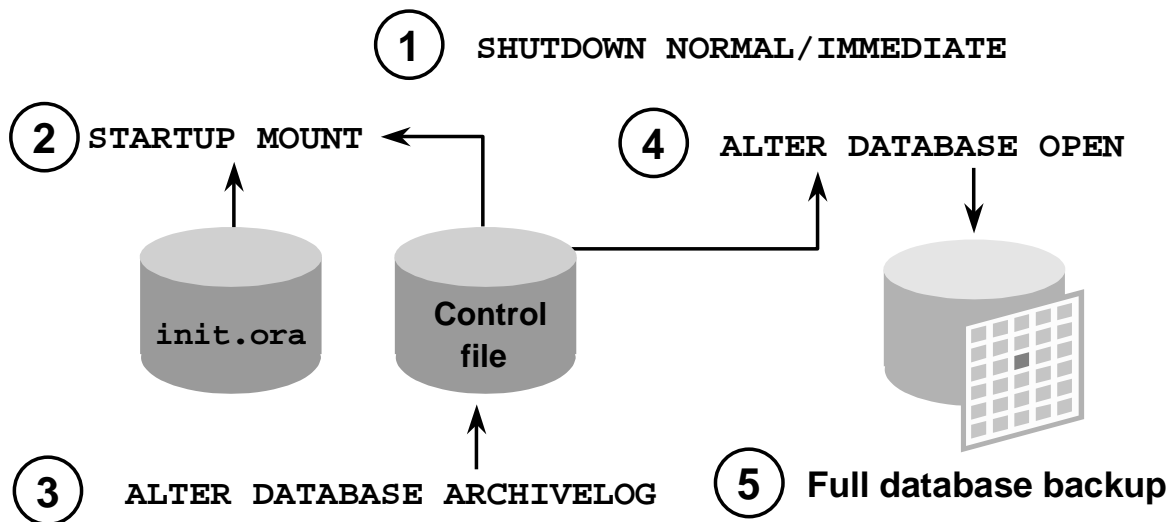 1 SHUTDOWN NORMAL/IMMEDIATE
2 STARTUP MOUNT
4 ALTER DATABASE OPEN
init.ora
Control
file
3 ALTER DATABASE ARCHIVELOG
5 Full database backup